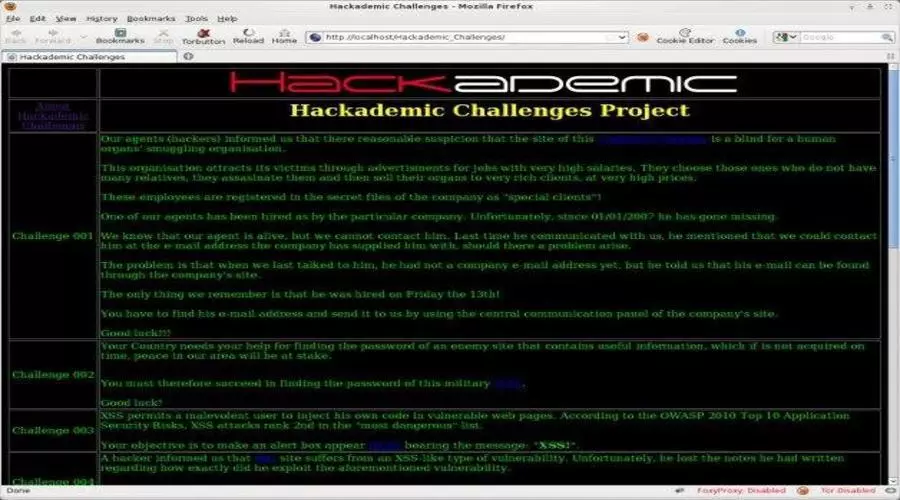 Hackademic Challenges - Mozilla Firefox
File Edit View History Bookmarks Tools Help
Back Forward Bookmarks Stop Torbutton Reload Home http://localhost/Hackademic_Challenges/ Cookie Editor Cookies Google
Hackademic Challenges
HACKADEMIC
About
Hackademic
Challenges
Hackademic Challenges Project
Challenge 001
Our agents (hackers) informed us that there reasonable suspicion that the site of this is a blind for a human
organs' smuggling organisation.
This organisation attracts its victims through advertisments for jobs with very high salaries. They choose those ones who do not have
many relatives, they assasinate them and then sell their organs to very rich clients, at very high prices.
These employees are registered in the secret files of the company as "special clients"!
One of our agents has been hired as by the particular company. Unfortunately, since 01/01/2007 he has gone missing.
We know that our agent is alive, but we cannot contact him. Last time he communicated with us, he mentioned that we could contact
him at the e-mail address the company has supplied him with, should there a problem arise.
The problem is that when we last talked to him, he had not a company e-mail address yet, but he told us that his e-mail can be found
through the company's site.
The only thing we remember is that he was hired on Friday the 13th!
You have to find his e-mail address and send it to us by using the central communication panel of the company's site.
Good luck!!!
Challenge 002
Your Country needs your help for finding the password of an enemy site that contains useful information, which if is not acquired on
time, peace in our area will be at stake.
You must therefore succeed in finding the password of this military .
Good luck!
Challenge 003
XSS permits a malevolent user to inject his own code in vulnerable web pages. According to the OWASP 2010 Top 10 Application
Security Risks, XSS attacks rank 2nd in the "most dangerous" list.
Your objective is to make an alert box appear bearing the message: "XSS!".
Challenge 004
A hacker informed us that site suffers from an XSS-like type of vulnerability. Unfortunately, he lost the notes he had written
regarding how exactly did he exploit the aforementioned vulnerability.
Done FoxyProxy: Disabled Tor Disabled